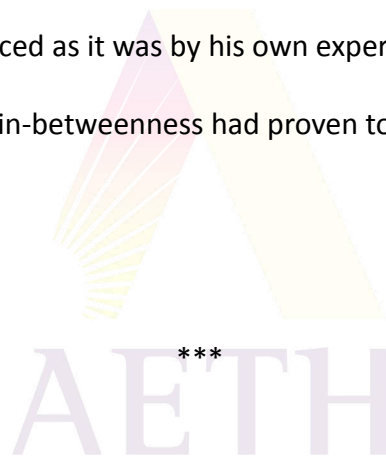 ced as it was by his own exper
in-betweenness had proven to
***
AETH